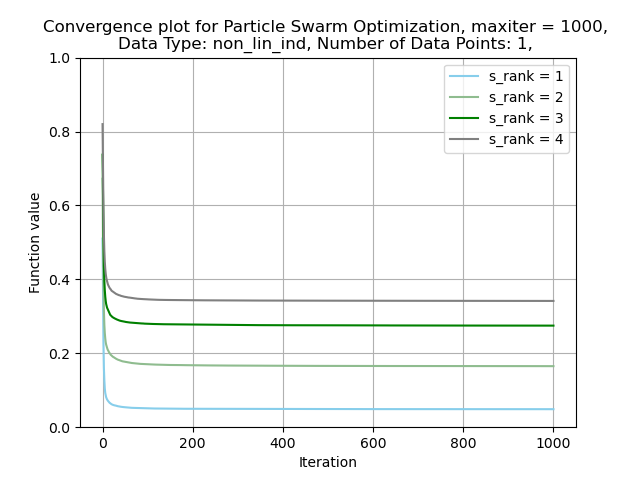 Convergence plot for Particle Swarm Optimization, maxiter = 1000,
Data Type: non_lin_ind, Number of Data Points: 1,
1.0
0.8
0.6
0.4
0.2
0.0
Function value
s_rank = 1
s_rank = 2
s_rank = 3
s_rank = 4
0 200 400 600 800 1000
Iteration